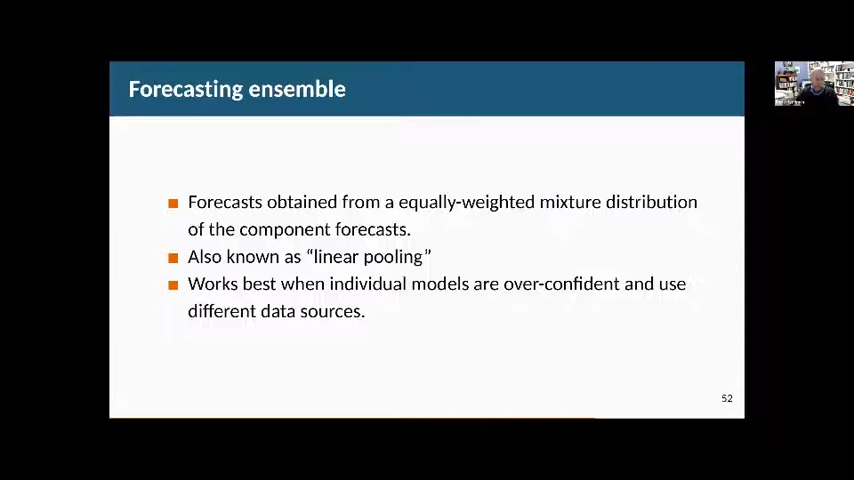 Forecasting ensemble
Forecasts obtained from a equally-weighted mixture distribution
of the component forecasts.
Also known as “linear pooling”
Works best when individual models are over-confident and use
different data sources.
52